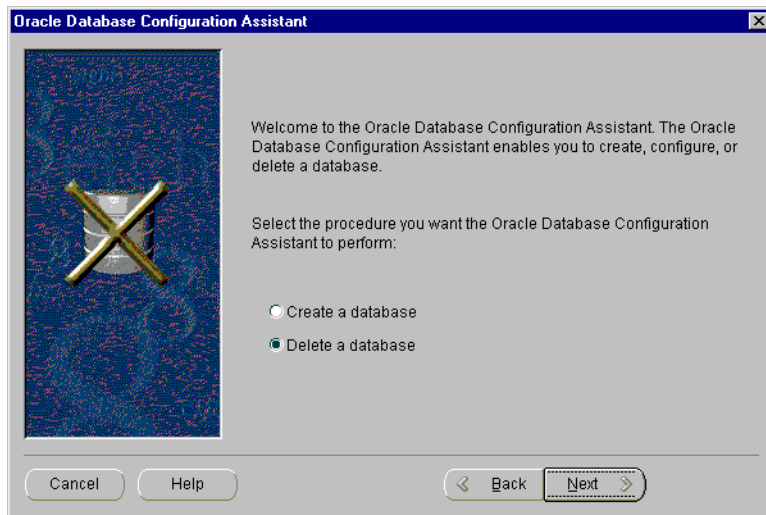 Oracle Database Configuration Assistant
Welcome to the Oracle Database Configuration Assistant. The Oracle
Database Configuration Assistant enables you to create, configure, or
delete a database.
Select the procedure you want the Oracle Database Configuration
Assistant to perform:
Create a database
Delete a database
Cancel
Help
Back
Next